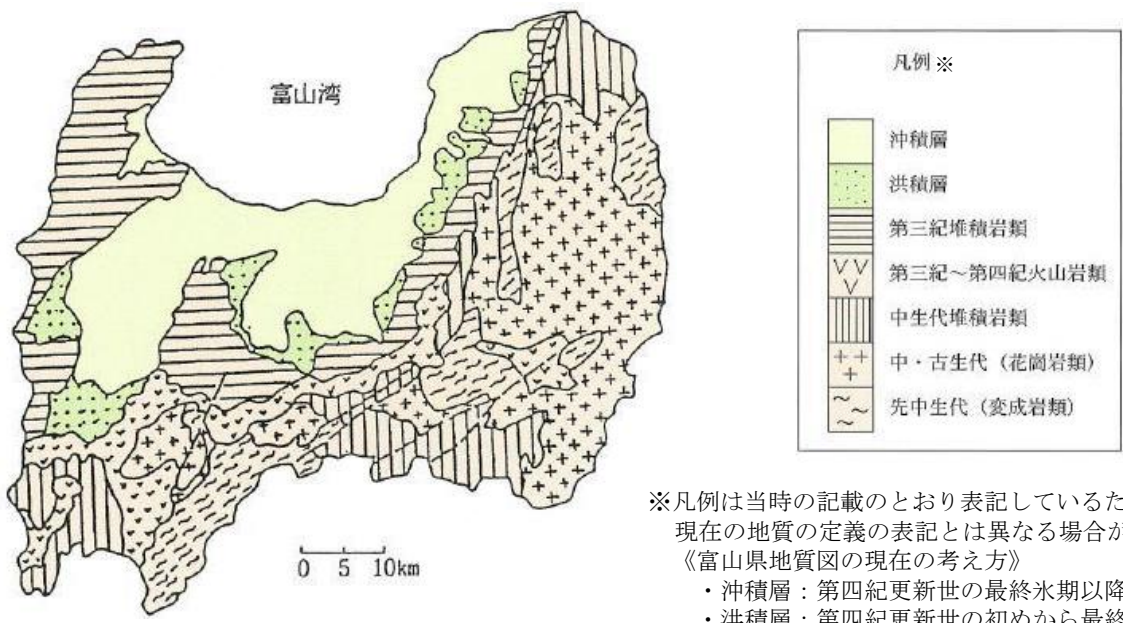 富山湾
0 5 10km
凡例※
沖積層
洪積層
第三紀堆積岩類
第三紀～第四紀火山岩類
中生代堆積岩類
中・古生代（花崗岩類）
先中生代（変成岩類）
※凡例は当時の記載のとおり表記しているた
現在の地質の定義の表記とは異なる場合が
《富山県地質図の現在の考え方》
・沖積層：第四紀更新世の最終氷期以降
・洪積層：第四紀更新世の初めから最終